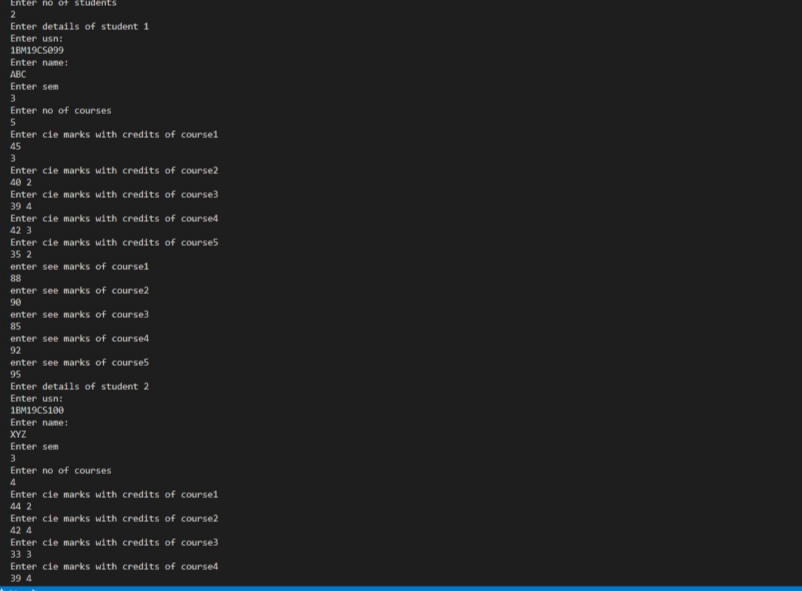 Enter no of students
2
Enter details of student 1
Enter usn:
1BM19CS099
Enter name:
ABC
Enter sem
3
Enter no of courses
5
Enter cie marks with credits of course1
45
3
Enter cie marks with credits of course2
40 2
Enter cie marks with credits of course3
39 4
Enter cie marks with credits of course4
42 3
Enter cie marks with credits of course5
35 2
enter see marks of course1
88
enter see marks of course2
90
enter see marks of course3
85
enter see marks of course4
92
enter see marks of course5
95
Enter details of student 2
Enter usn:
1BM19CS100
Enter name:
XYZ
Enter sem
3
Enter no of courses
4
Enter cie marks with credits of course1
44 2
Enter cie marks with credits of course2
42 4
Enter cie marks with credits of course3
33 3
Enter cie marks with credits of course4
39 4